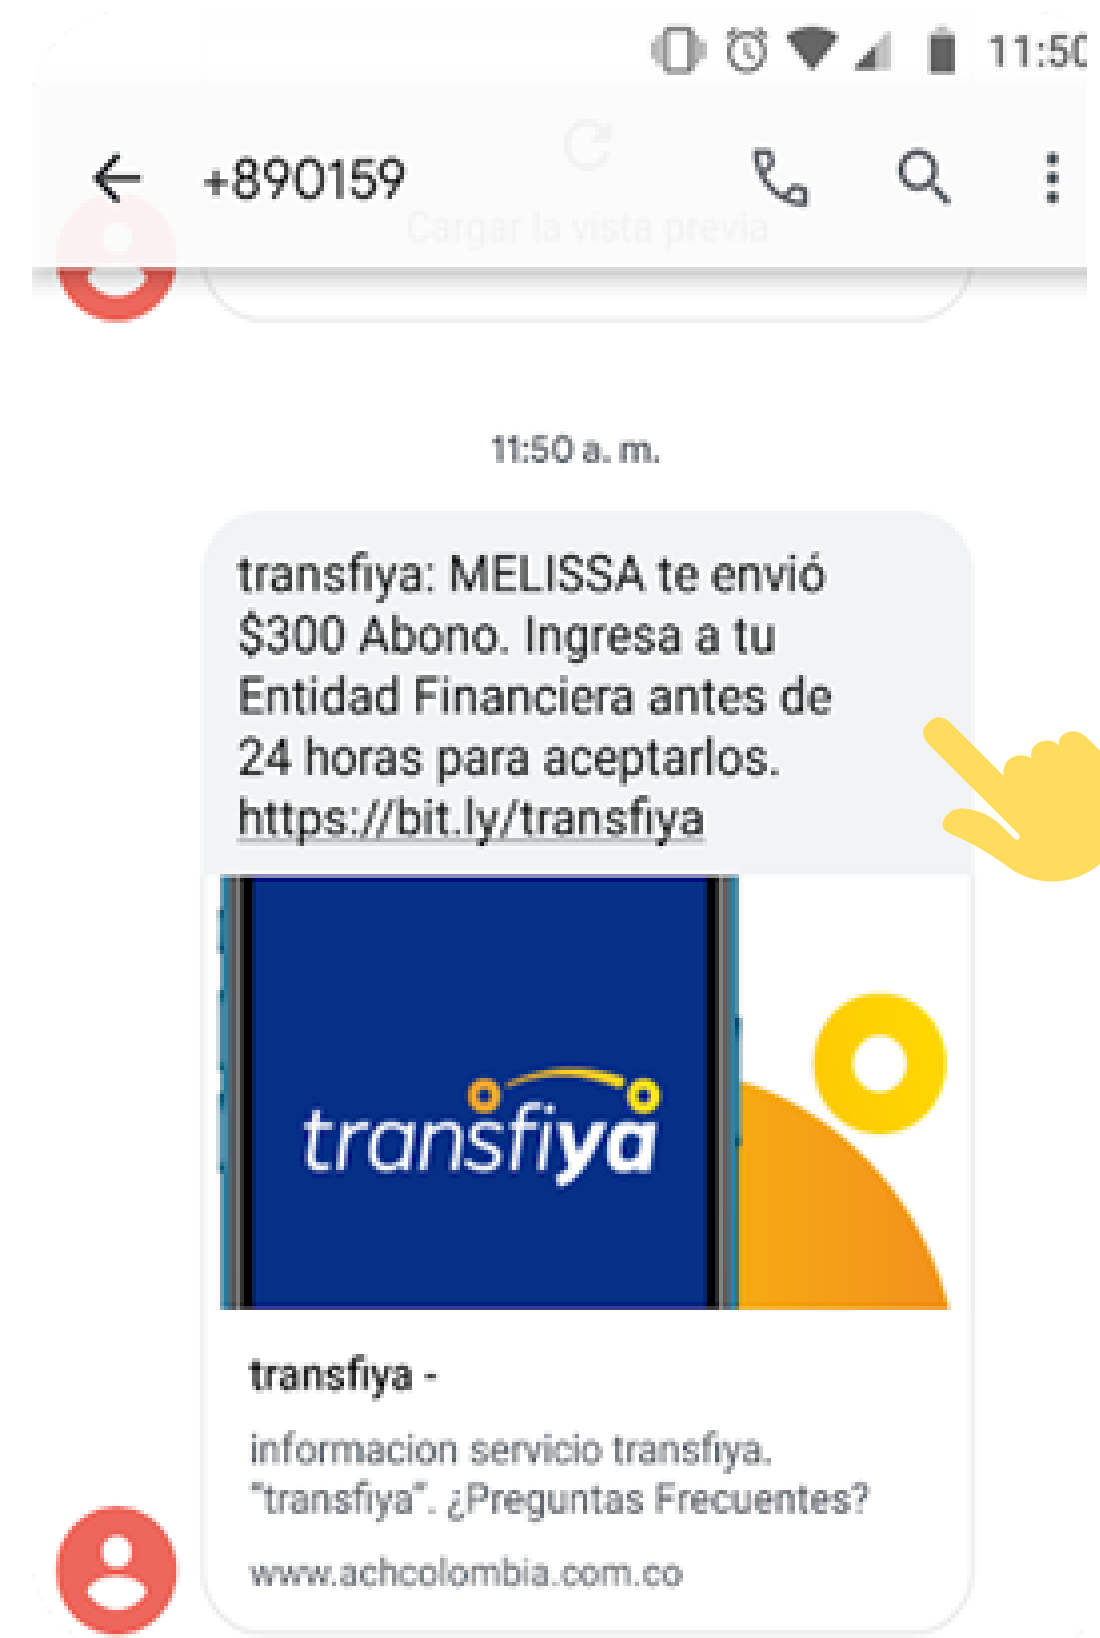 11:50
+890159
Cargar la vista previa
11:50 a. m.
transfiya: MELISSA te envió
$300 Abono. Ingresa a tu
Entidad Financiera antes de
24 horas para aceptarlos.
https://bit.ly/transfiya
transfiya
transfiya -
informacion servicio transfiya.
"transfiya". ¿Preguntas Frecuentes?
www.achcolombia.com.co